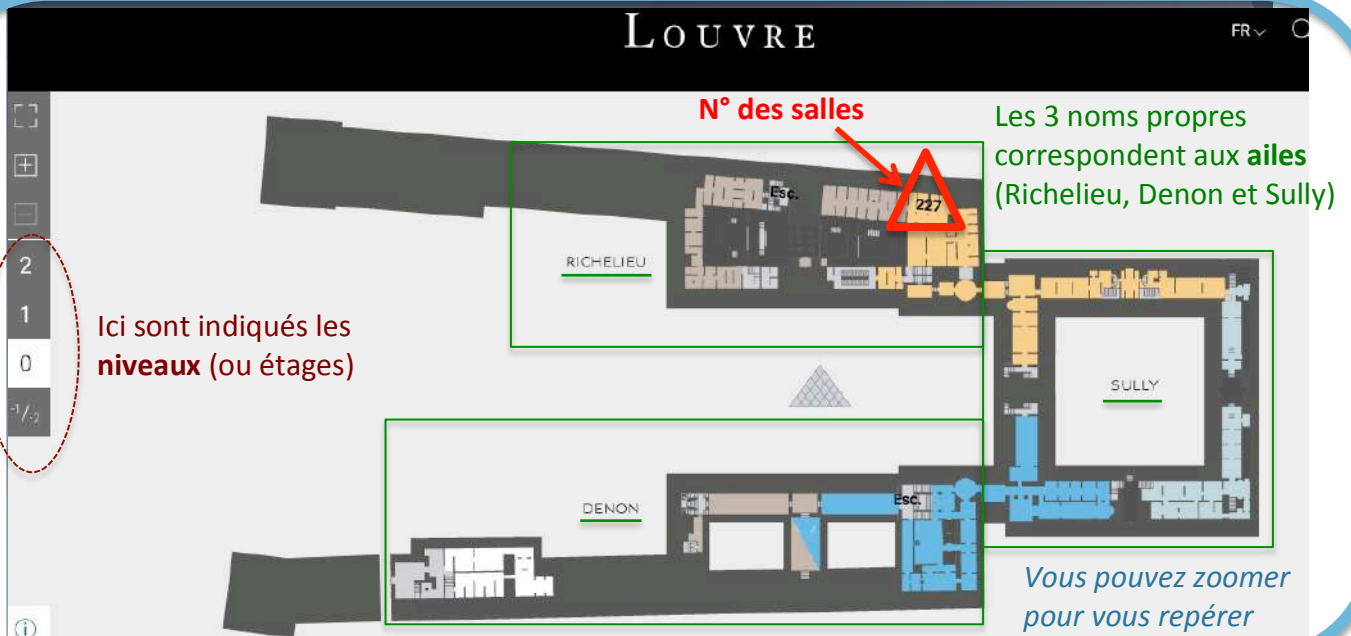 LOUVRE
FR
N° des salles
Les 3 noms propres
correspondent aux ailes
(Richelieu, Denon et Sully)
Esc.
227
RICHELIEU
2
1
0
-1/-2
Ici sont indiqués les
niveaux (ou étages)
SULLY
DENON
Esc.
Vous pouvez zoomer
pour vous repérer